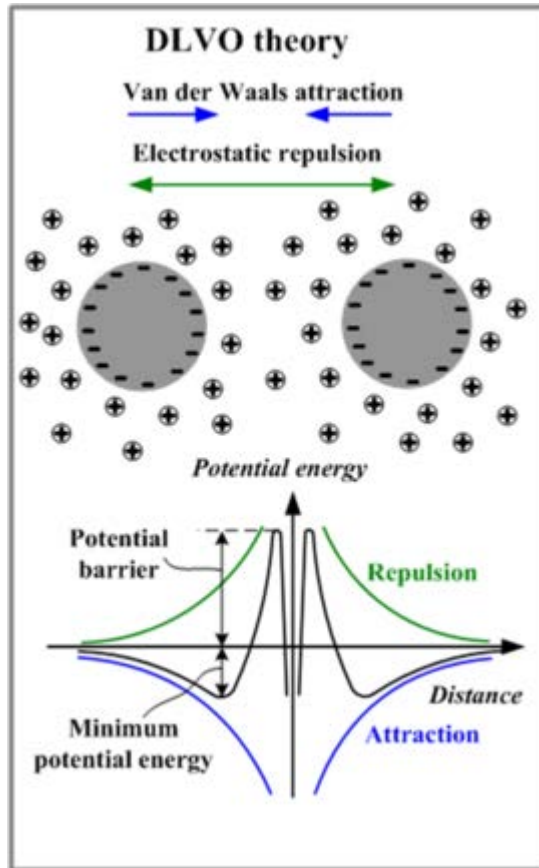 DLVO theory
Van der Waals attraction
Electrostatic repulsion
Potential energy
Potential
barrier
Repulsion
Distance
Minimum
potential energy
Attraction